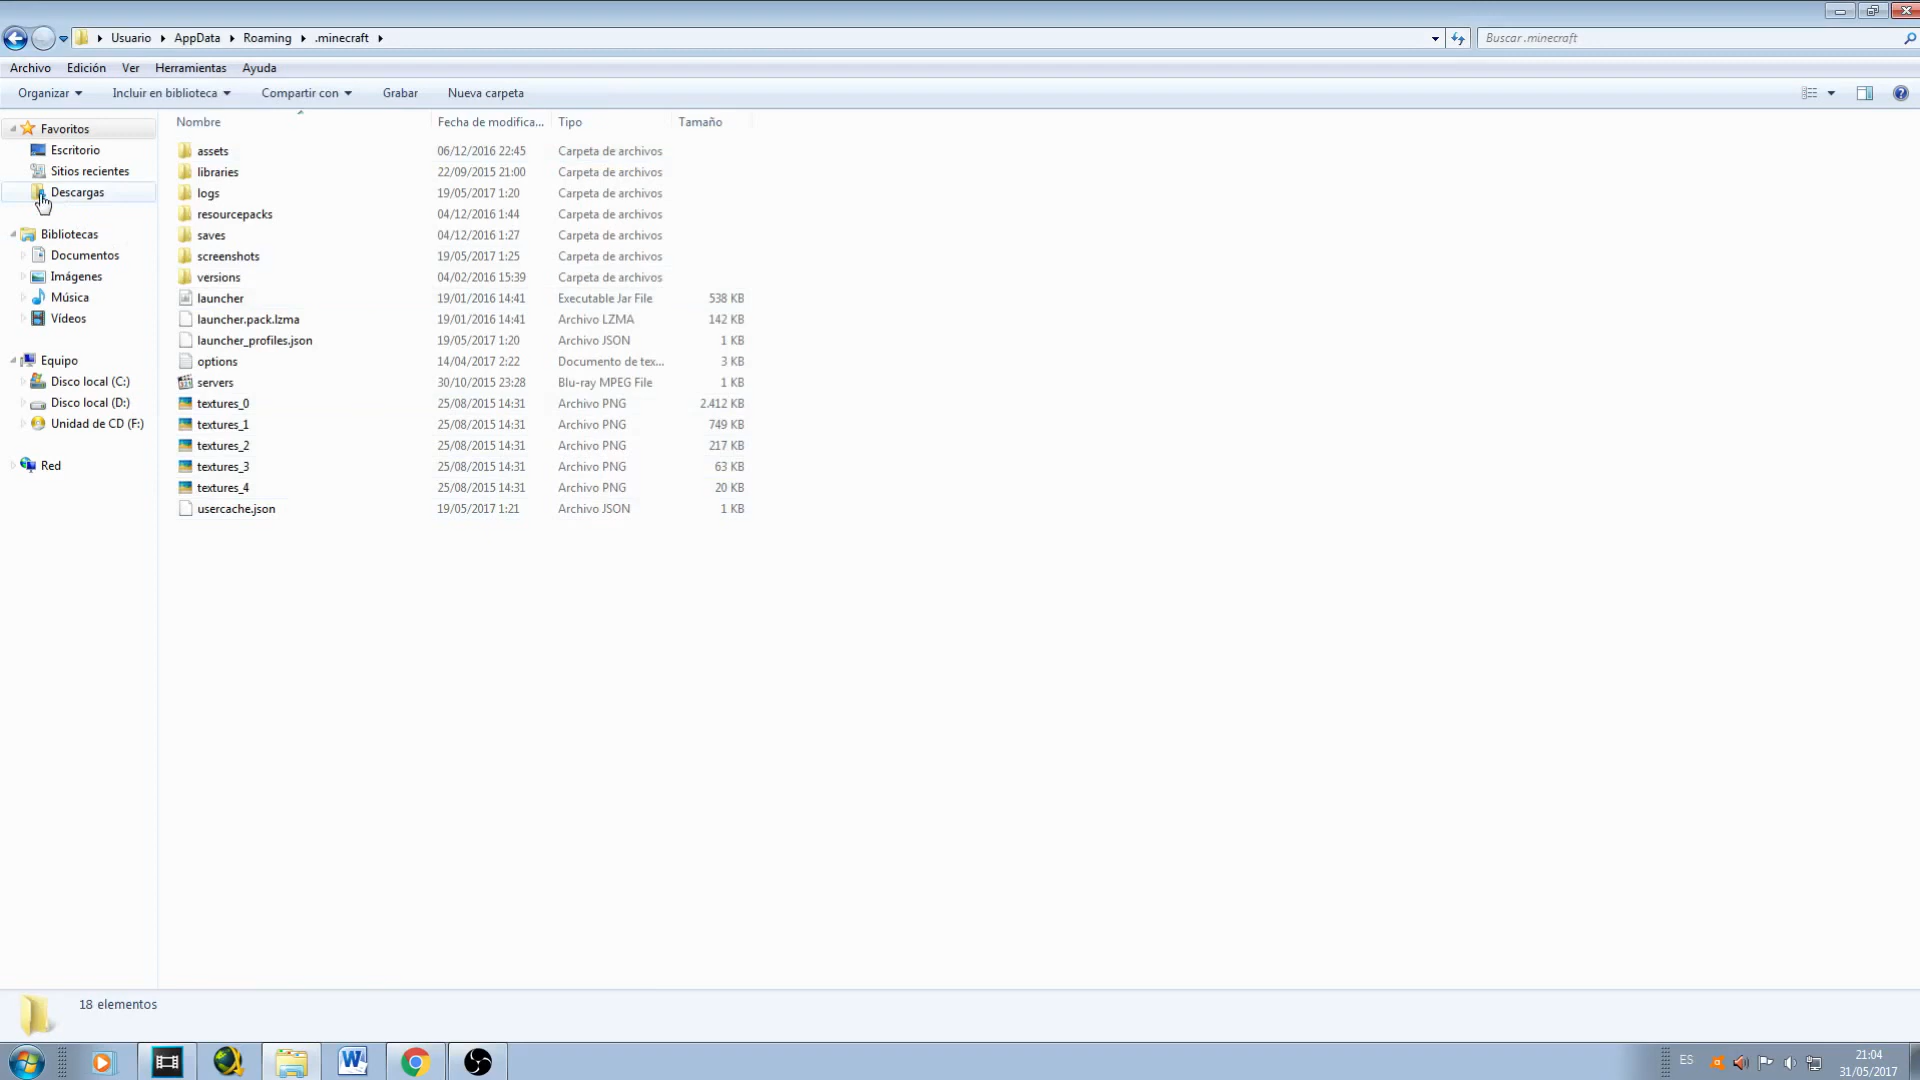 Usuario AppData Roaming .minecraft
Buscar .minecraft
Archivo Edición Ver Herramientas Ayuda
Organizar Incluir en biblioteca Compartir con Grabar Nueva carpeta
Nombre Fecha de modifica... Tipo Tamaño
Favoritos
Escritorio
Sitios recientes
Descargas
Bibliotecas
Documentos
Imágenes
Música
Vídeos
Equipo
Disco local (C:)
Disco local (D:)
Unidad de CD (F:)
Red
assets 06/12/2016 22:45 Carpeta de archivos
libraries 22/09/2015 21:00 Carpeta de archivos
logs 19/05/2017 1:20 Carpeta de archivos
resourcepacks 04/12/2016 1:44 Carpeta de archivos
saves 04/12/2016 1:27 Carpeta de archivos
screenshots 19/05/2017 1:25 Carpeta de archivos
versions 04/02/2016 15:39 Carpeta de archivos
launcher 19/01/2016 14:41 Executable Jar File 538 KB
launcher.pack.lzma 19/01/2016 14:41 Archivo LZMA 142 KB
launcher_profiles.json 19/05/2017 1:20 Archivo JSON 1 KB
options 14/04/2017 2:22 Documento de tex... 3 KB
servers 30/10/2015 23:28 Blu-ray MPEG File 1 KB
textures_0 25/08/2015 14:31 Archivo PNG 2.412 KB
textures_1 25/08/2015 14:31 Archivo PNG 749 KB
textures_2 25/08/2015 14:31 Archivo PNG 217 KB
textures_3 25/08/2015 14:31 Archivo PNG 63 KB
textures_4 25/08/2015 14:31 Archivo PNG 20 KB
usercache.json 19/05/2017 1:21 Archivo JSON 1 KB
18 elementos
ES
21:04
31/05/2017